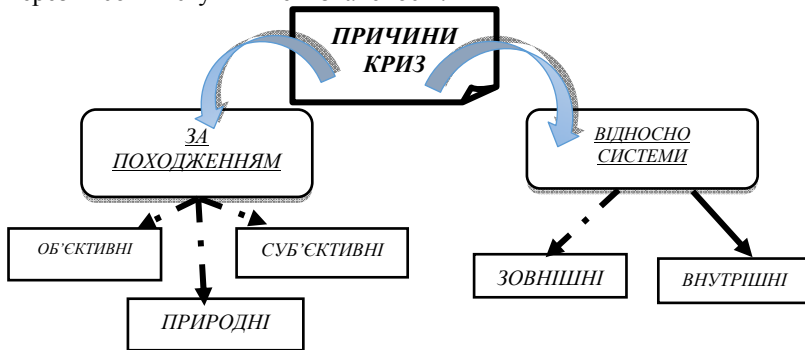 ПРИЧИНИ
КРИЗ
ЗА
ПОХОДЖЕННЯМ
ВІДНОСНО
СИСТЕМИ
ОБ’ЄКТИВНІ
СУБ’ЄКТИВНІ
ПРИРОДНІ
ЗОВНІШНІ
ВНУТРІШНІ